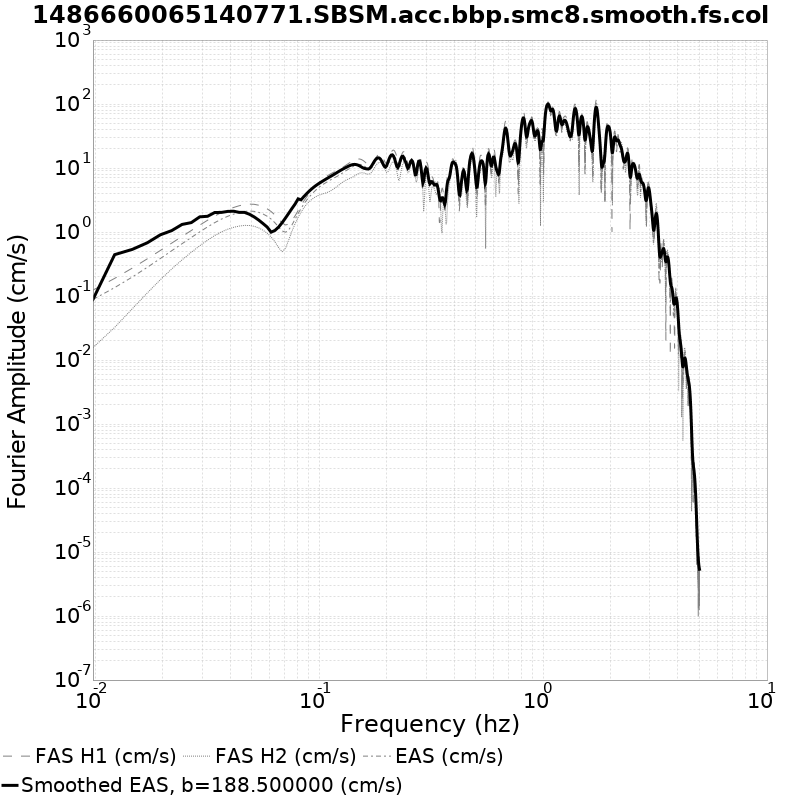 1486660065140771.SBSM.acc.bbp.smc8.smooth.fs.col
10^3
10^2
10^1
10^0
10^-1
10^-2
10^-3
10^-4
10^-5
10^-6
10^-7
Fourier Amplitude (cm/s)
10^-2 10^-1 10^0 10^1
Frequency (hz)
FAS H1 (cm/s) FAS H2 (cm/s) EAS (cm/s)
Smoothed EAS, b=188.500000 (cm/s)